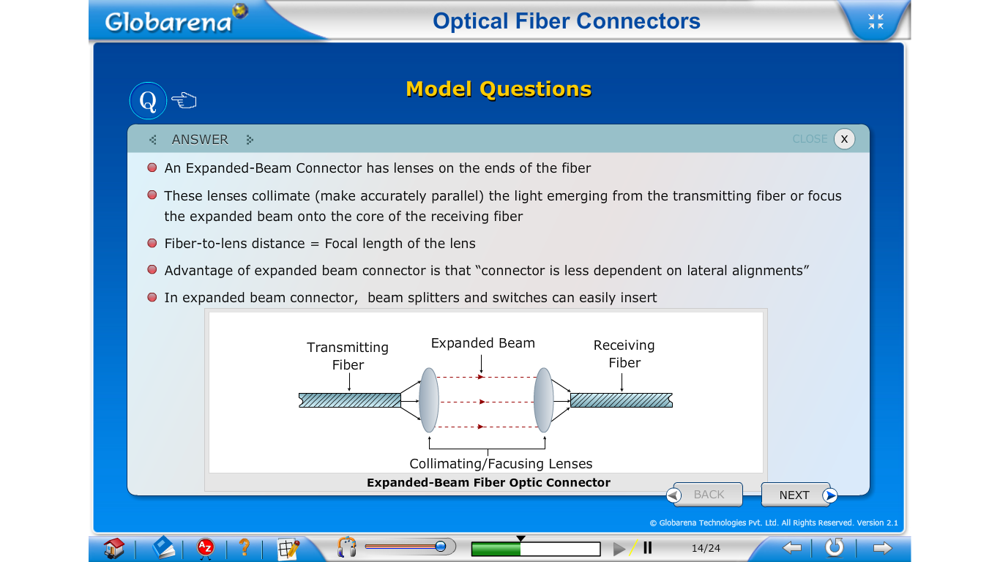 Globarena
Optical Fiber Connectors
Q
Model Questions
ANSWER
CLOSE X
An Expanded-Beam Connector has lenses on the ends of the fiber
These lenses collimate (make accurately parallel) the light emerging from the transmitting fiber or focus
the expanded beam onto the core of the receiving fiber
Fiber-to-lens distance = Focal length of the lens
Advantage of expanded beam connector is that “connector is less dependent on lateral alignments”
In expanded beam connector,  beam splitters and switches can easily insert
Transmitting
Fiber
Expanded Beam
Receiving
Fiber
Collimating/Facusing Lenses
Expanded-Beam Fiber Optic Connector
BACK
NEXT
© Globarena Technologies Pvt. Ltd. All Rights Reserved. Version 2.1
AZ
?
14/24